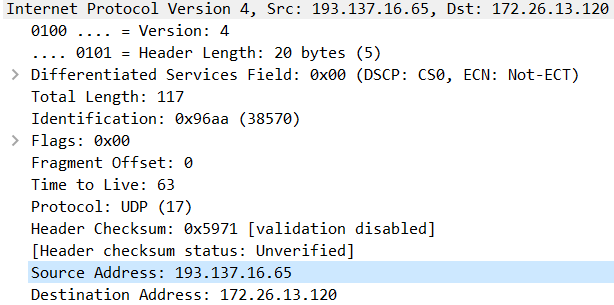 Internet Protocol Version 4, Src: 193.137.16.65, Dst: 172.26.13.120
0100 .... = Version: 4
.... 0101 = Header Length: 20 bytes (5)
Differentiated Services Field: 0x00 (DSCP: CS0, ECN: Not-ECT)
Total Length: 117
Identification: 0x96aa (38570)
Flags: 0x00
Fragment Offset: 0
Time to Live: 63
Protocol: UDP (17)
Header Checksum: 0x5971 [validation disabled]
[Header checksum status: Unverified]
Source Address: 193.137.16.65
Destination Address: 172.26.13.120